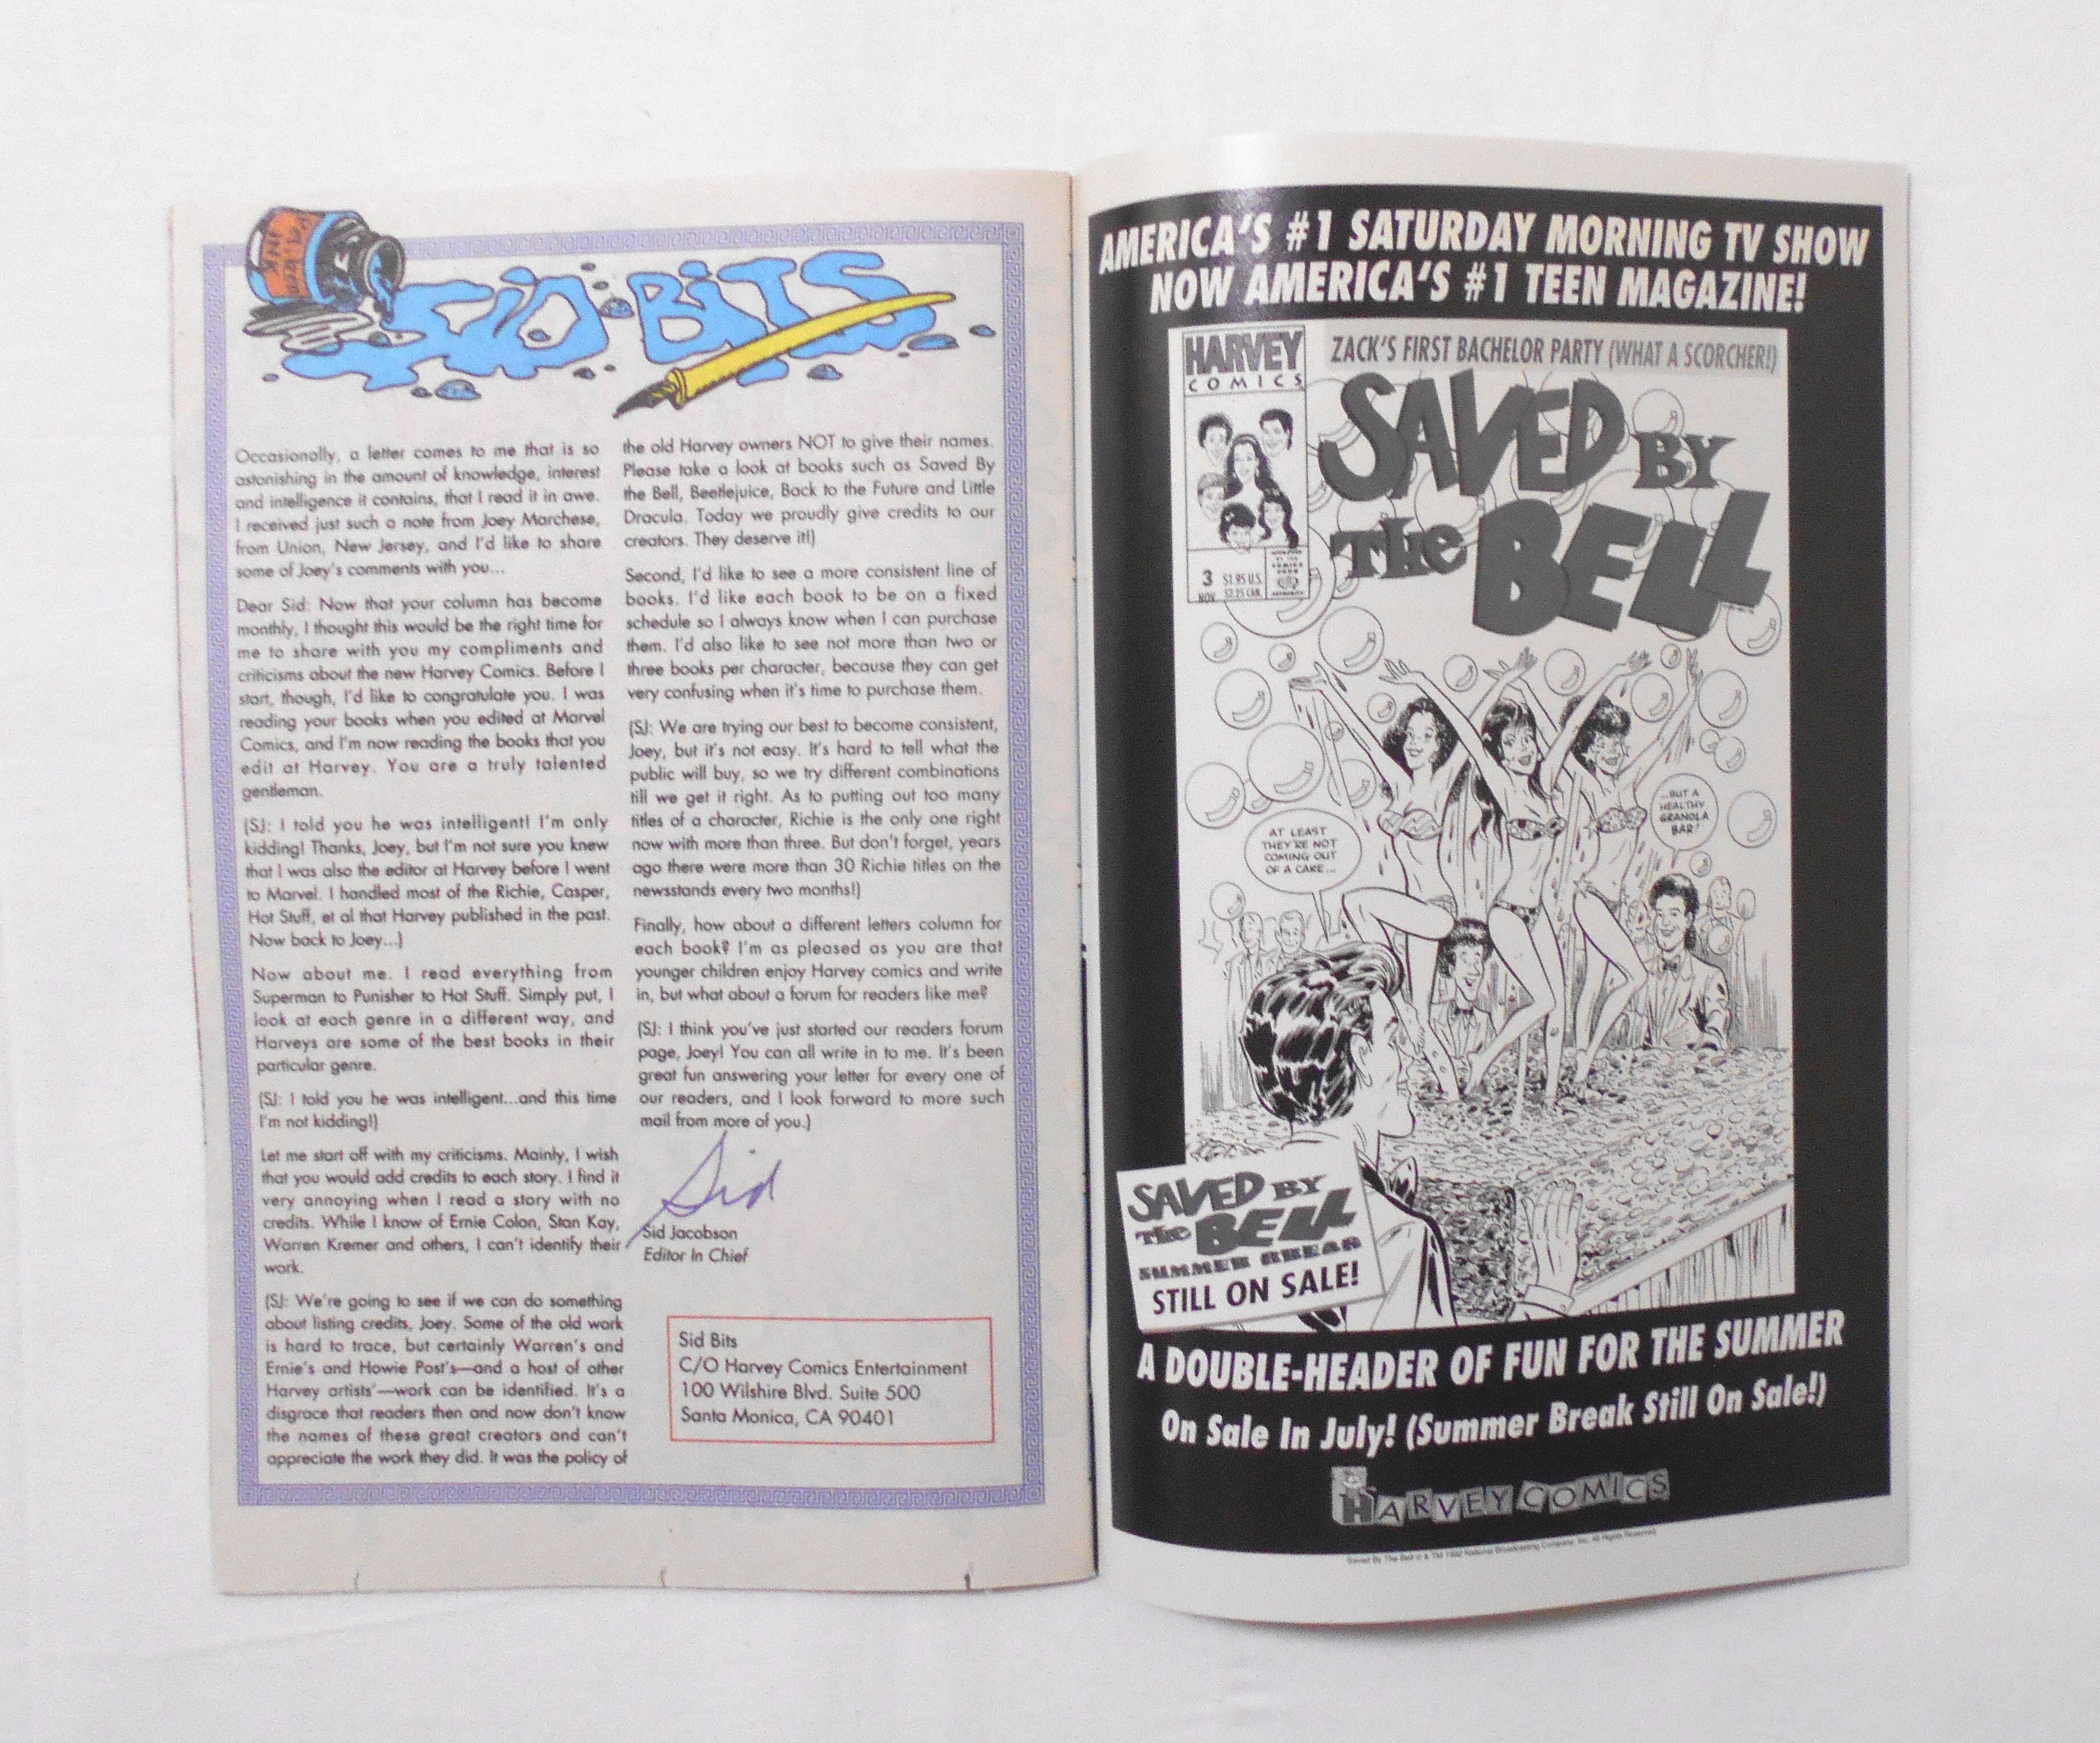 Pelikan
INK
SID BITS
Occasionally, a letter comes to me that is so
astonishing in the amount of knowledge, interest
and intelligence it contains, that I read it in awe.
I received just such a note from Joey Marchese,
from Union, New Jersey, and I'd like to share
some of Joey's comments with you...
Dear Sid: Now that your column has become
monthly, I thought this would be the right time for
me to share with you my compliments and
criticisms about the new Harvey Comics. Before I
start, though, I'd like to congratulate you. I was
reading your books when you edited at Marvel
Comics, and I'm now reading the books that you
edit at Harvey. You are a truly talented
gentleman.
(SJ: I told you he was intelligent! I'm only
kidding! Thanks, Joey, but I'm not sure you knew
that I was also the editor at Harvey before I went
to Marvel. I handled most of the Richie, Casper,
Hot Stuff, et al that Harvey published in the past.
Now back to Joey...)
Now about me. I read everything from
Superman to Punisher to Hot Stuff. Simply put, I
look at each genre in a different way, and
Harveys are some of the best books in their
particular genre.
(SJ: I told you he was intelligent...and this time
I'm not kidding!)
Let me start off with my criticisms. Mainly, I wish
that you would add credits to each story. I find it
very annoying when I read a story with no
credits. While I know of Ernie Colon, Stan Kay,
Warren Kremer and others, I can't identify their
work.
(SJ: We're going to see if we can do something
about listing credits, Joey. Some of the old work
is hard to trace, but certainly Warren's and
Ernie's and Howie Post's—and a host of other
Harvey artists'—work can be identified. It's a
disgrace that readers then and now don't know
the names of these great creators and can't
appreciate the work they did. It was the policy of
the old Harvey owners NOT to give their names.
Please take a look at books such as Saved By
the Bell, Beetlejuice, Back to the Future and Little
Dracula. Today we proudly give credits to our
creators. They deserve it!)
Second, I'd like to see a more consistent line of
books. I'd like each book to be on a fixed
schedule so I always know when I can purchase
them. I'd also like to see not more than two or
three books per character, because they can get
very confusing when it's time to purchase them.
(SJ: We are trying our best to become consistent,
Joey, but it's not easy. It's hard to tell what the
public will buy, so we try different combinations
till we get it right. As to putting out too many
titles of a character, Richie is the only one right
now with more than three. But don't forget, years
ago there were more than 30 Richie titles on the
newsstands every two months!)
Finally, how about a different letters column for
each book? I'm as pleased as you are that
younger children enjoy Harvey comics and write
in, but what about a forum for readers like me?
(SJ: I think you've just started our readers forum
page, Joey! You can all write in to me. It's been
great fun answering your letter for every one of
our readers, and I look forward to more such
mail from more of you.)
Sid
Sid Jacobson
Editor In Chief
Sid Bits
C/O Harvey Comics Entertainment
100 Wilshire Blvd. Suite 500
Santa Monica, CA 90401
AMERICA'S #1 SATURDAY MORNING TV SHOW
NOW AMERICA'S #1 TEEN MAGAZINE!
HARVEY
COMICS
ZACK'S FIRST BACHELOR PARTY (WHAT A SCORCHER!)
SAVED BY
THE BELL
3
NOV.
$1.95 U.S.
$2.25 CAN.
APPROVED
BY THE
COMICS
CODE
AUTHORITY
AT LEAST
THEY'RE NOT
COMING OUT
OF A CAKE...
...BUT A
HEALTHY
GRANOLA
BAR!
SAVED BY
THE BELL
SUMMER BREAK
STILL ON SALE!
A DOUBLE-HEADER OF FUN FOR THE SUMMER
On Sale In July! (Summer Break Still On Sale!)
HARVEY COMICS
Saved By The Bell © & TM 1992 National Broadcasting Company, Inc. All Rights Reserved.